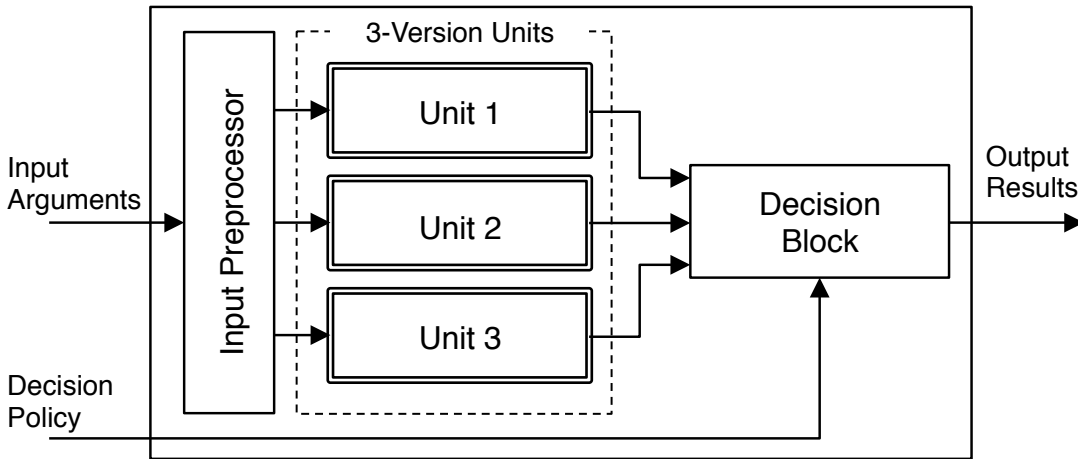 3-Version Units
Input Preprocessor
Unit 1
Unit 2
Unit 3
Input
Arguments
Decision
Block
Output
Results
Decision
Policy